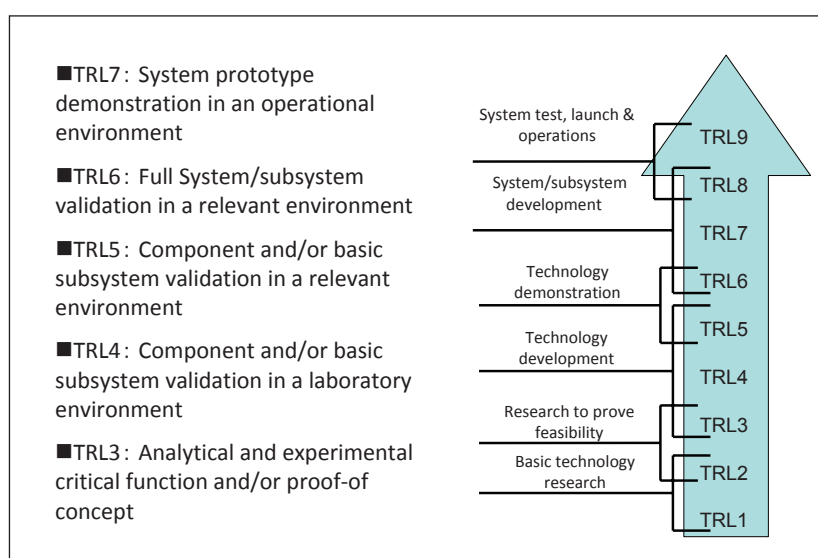 ■TRL7: System prototype
demonstration in an operational
environment
■TRL6: Full System/subsystem
validation in a relevant environment
■TRL5: Component and/or basic
subsystem validation in a relevant
environment
■TRL4: Component and/or basic
subsystem validation in a laboratory
environment
■TRL3: Analytical and experimental
critical function and/or proof-of
concept
System test, launch &
operations
System/subsystem
development
Technology
demonstration
Technology
development
Research to prove
feasibility
Basic technology
research
TRL9
TRL8
TRL7
TRL6
TRL5
TRL4
TRL3
TRL2
TRL1